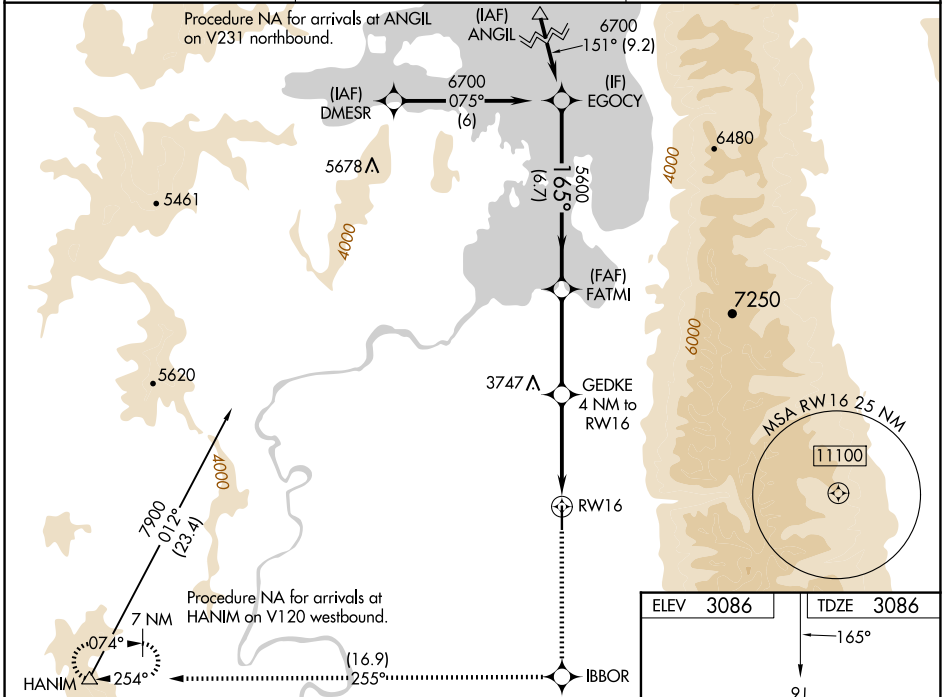 Procedure NA for arrivals at ANGIL
on V231 northbound.
(IAF)
ANGIL
6700
151° (9.2)
(IAF)
DMESR
6700
075°
(6)
(IF)
EGOCY
5678
6480
4000
5461
4000
5600
165°
(6.7)
(FAF)
FATMI
7250
6000
5620
3747
GEDKE
4 NM to
RW16
MSA RW16 25 NM
11100
4000
7900
012°
(23.4)
RW16
Procedure NA for arrivals at
HANIM on V120 westbound.
7 NM
074°
254°
HANIM
(16.9)
255°
IBBOR
ELEV 3086
TDZE 3086
165°